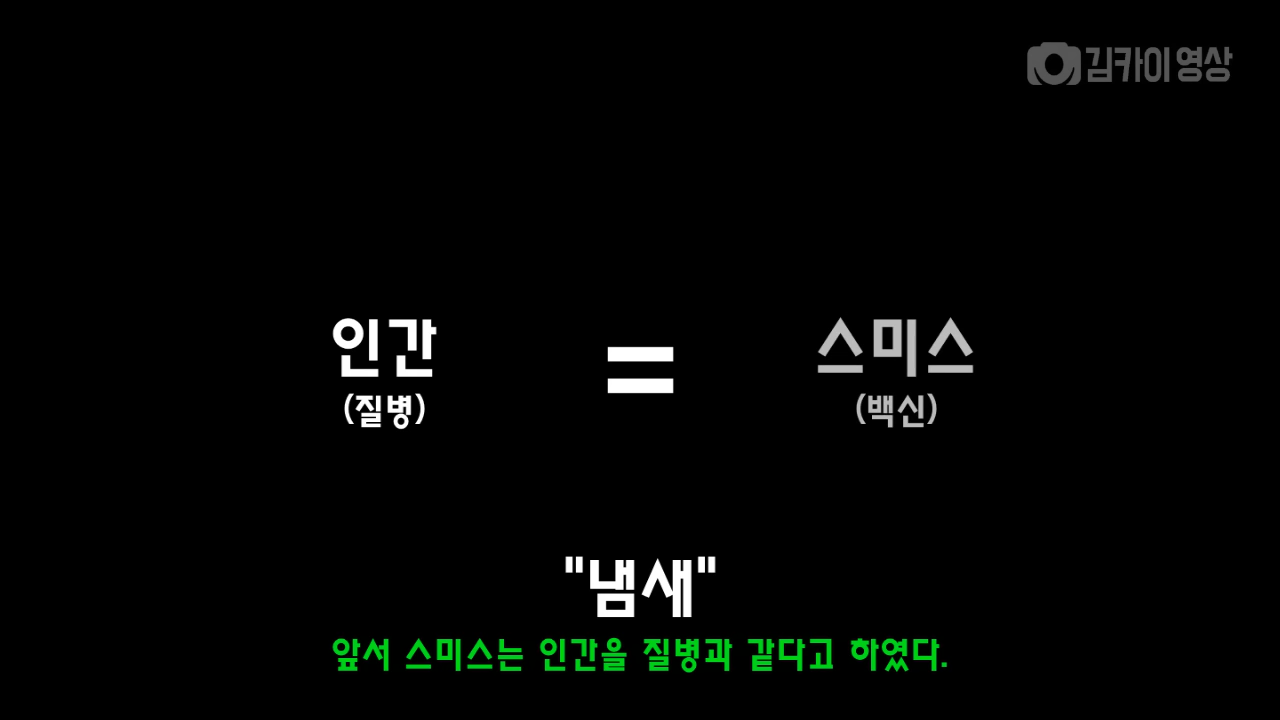 김카이 영상
인간 = 스미스
(질병) (백신)
"냄새"
앞서 스미스는 인간을 질병과 같다고 하였다.